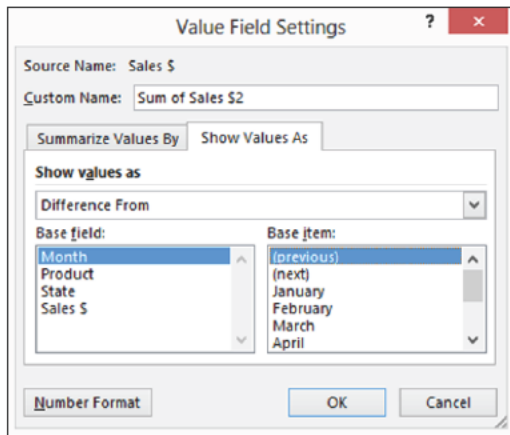 Value Field Settings ? ×
Source Name: Sales $
Custom Name: Sum of Sales $2
Summarize Values By Show Values As
Show values as
Difference From
Base field: Base item:
Month (previous)
Product (next)
State January
Sales $ February
March
April
Number Format OK Cancel